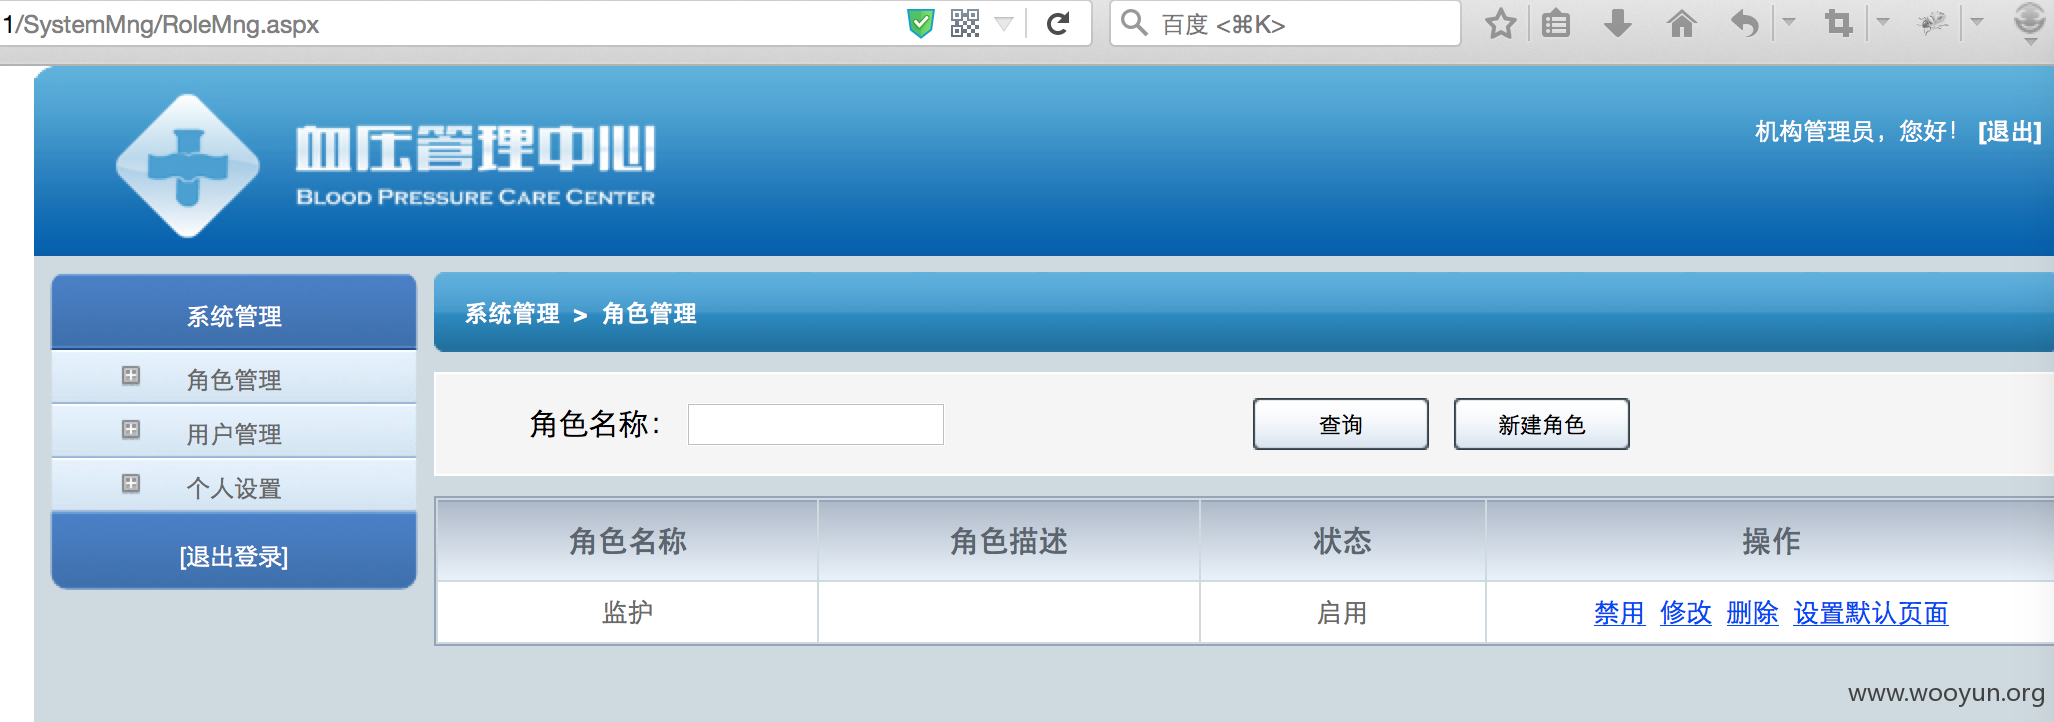 1/SystemMng/RoleMng.aspx
百度 <⌘K>
血压管理中心
BLOOD PRESSURE CARE CENTER
机构管理员，您好！ [退出]
系统管理
角色管理
用户管理
个人设置
[退出登录]
系统管理 > 角色管理
角色名称：
查询
新建角色
角色名称 角色描述 状态 操作
监护 启用 禁用 修改 删除 设置默认页面
www.wooyun.org